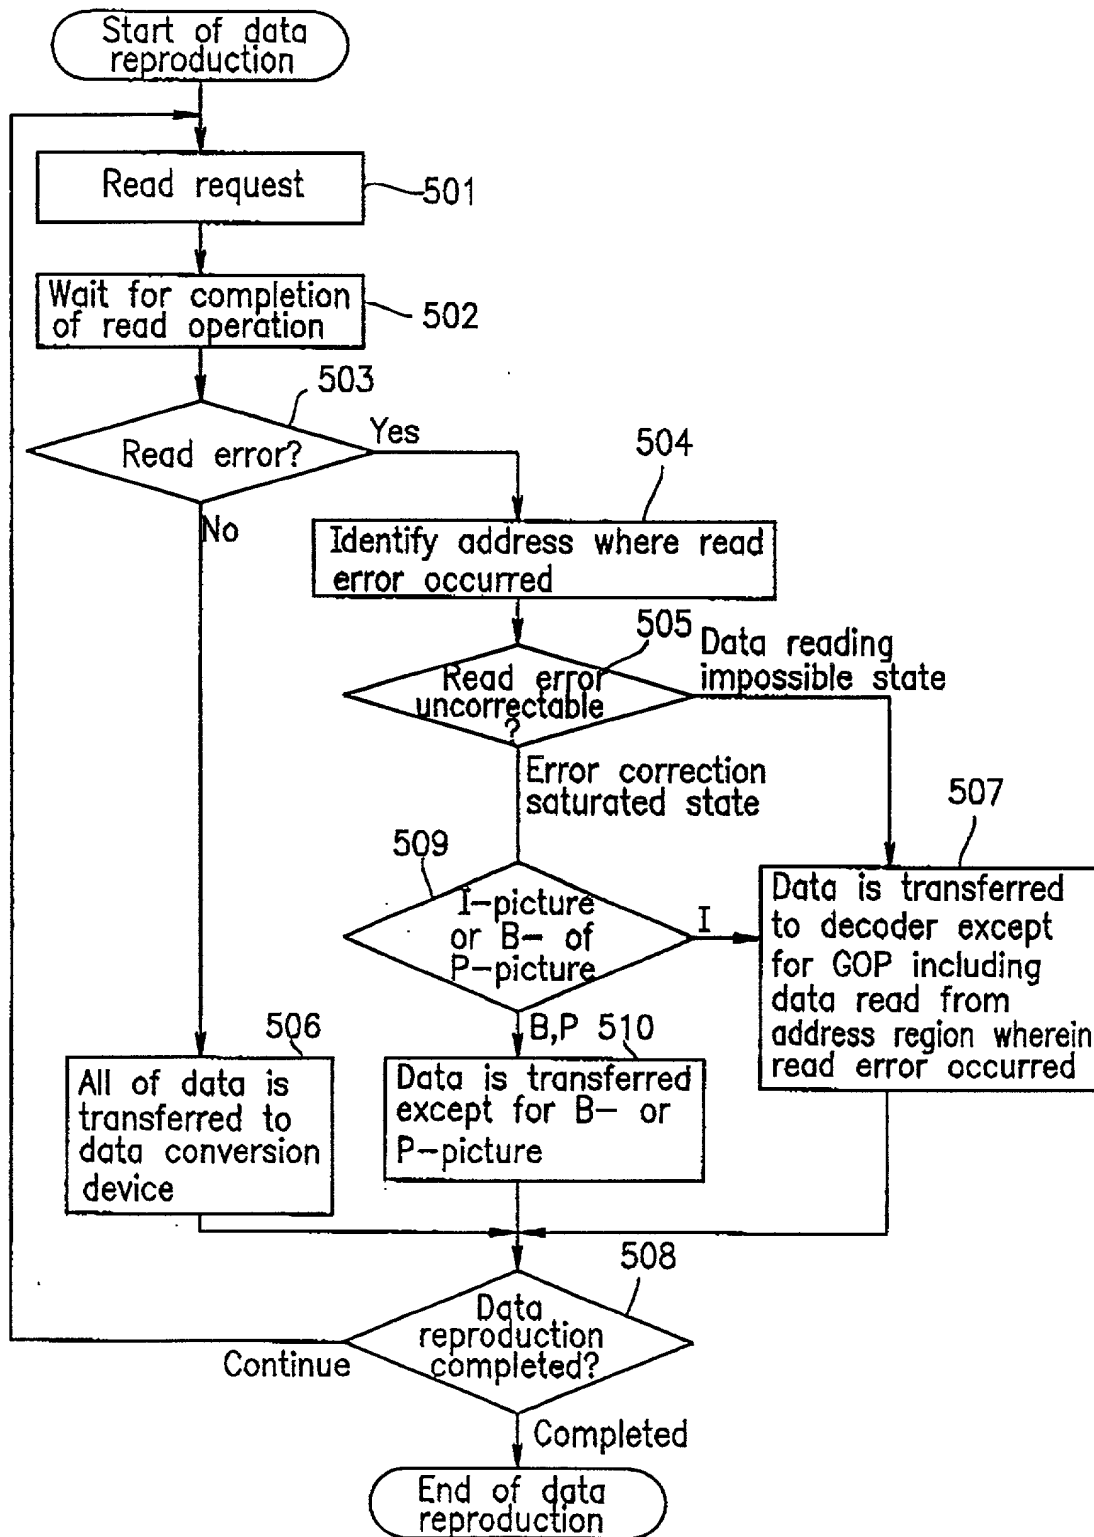 Start of data
reproduction
Read request
501
Wait for completion
of read operation
502
503
Read error?
Yes
No
504
Identify address where read
error occurred
505
Read error
uncorrectable
?
Data reading
impossible state
Error correction
saturated state
507
509
I-picture
or B- of
P-picture
I
Data is transferred
to decoder except
for GOP including
data read from
address region wherein
read error occurred
B,P
510
506
All of data is
transferred to
data conversion
device
Data is transferred
except for B- or
P-picture
508
Data
reproduction
completed?
Continue
Completed
End of data
reproduction